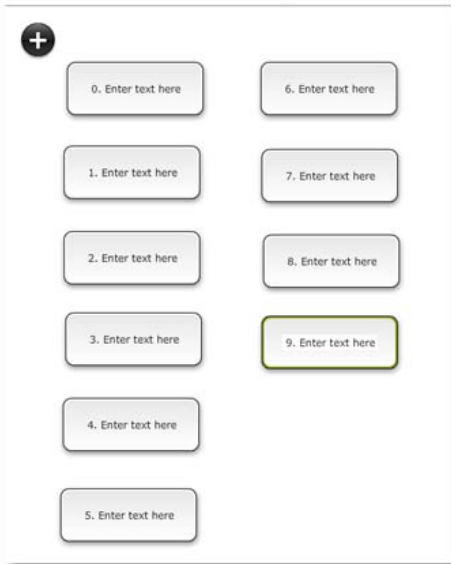 0. Enter text here
1. Enter text here
2. Enter text here
3. Enter text here
4. Enter text here
5. Enter text here
6. Enter text here
7. Enter text here
8. Enter text here
9. Enter text here